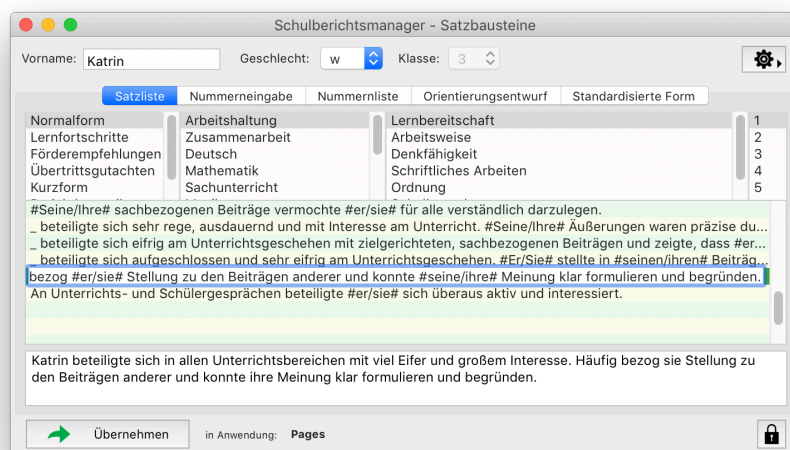 Schulberichtsmanager - Satzbausteine
Vorname: Katrin Geschlecht: w Klasse: 3
Satzliste Nummerneingabe Nummernliste Orientierungsentwurf Standardisierte Form
Normalform Arbeitshaltung Lernbereitschaft 1
Lernfortschritte Zusammenarbeit Arbeitsweise 2
Förderempfehlungen Deutsch Denkfähigkeit 3
Übertrittsgutachten Mathematik Schriftliches Arbeiten 4
Kurzform Sachunterricht Ordnung 5
#Seine/Ihre# sachbezogenen Beiträge vermochte #er/sie# für alle verständlich darzulegen.
_ beteiligte sich sehr rege, ausdauernd und mit Interesse am Unterricht. #Seine/Ihre# Äußerungen waren präzise du...
_ beteiligte sich eifrig am Unterrichtsgeschehen mit zielgerichteten, sachbezogenen Beiträgen und zeigte, dass #er...
_ beteiligte sich aufgeschlossen und sehr eifrig am Unterrichtsgeschehen. #Er/Sie# stellte in #seinen/ihren# Beiträg...
bezog #er/sie# Stellung zu den Beiträgen anderer und konnte #seine/ihre# Meinung klar formulieren und begründen.
An Unterrichts- und Schülergesprächen beteiligte #er/sie# sich überaus aktiv und interessiert.
Katrin beteiligte sich in allen Unterrichtsbereichen mit viel Eifer und großem Interesse. Häufig bezog sie Stellung zu
den Beiträgen anderer und konnte ihre Meinung klar formulieren und begründen.
Übernehmen in Anwendung: Pages